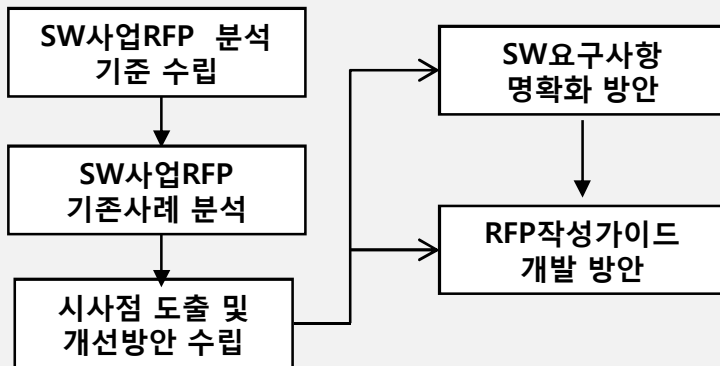 SW사업RFP 분석
기준 수립
SW사업RFP
기존사례 분석
시사점 도출 및
개선방안 수립
SW요구사항
명확화 방안
RFP작성가이드
개발 방안